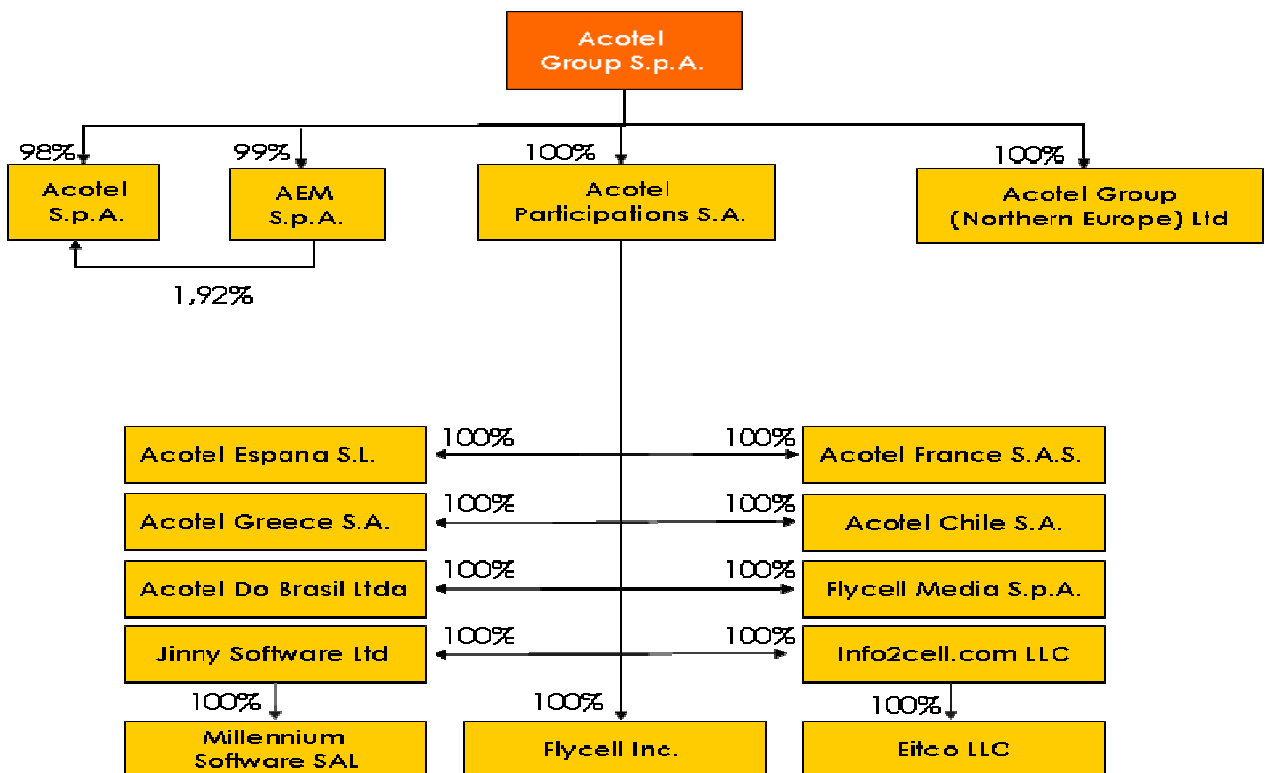 Acotel
Group S.p.A.
98%
99%
100%
100%
Acotel
S.p.A.
AEM
S.p.A.
Acotel
Participations S.A.
Acotel Group
(Northern Europe) Ltd
1,92%
100%
100%
Acotel Espana S.L.
Acotel France S.A.S.
100%
100%
Acotel Greece S.A.
Acotel Chile S.A.
100%
100%
Acotel Do Brasil Ltda
Flycell Media S.p.A.
100%
100%
Jinny Software Ltd
Info2cell.com LLC
100%
100%
100%
Millennium
Software SAL
Flycell Inc.
Eitco LLC